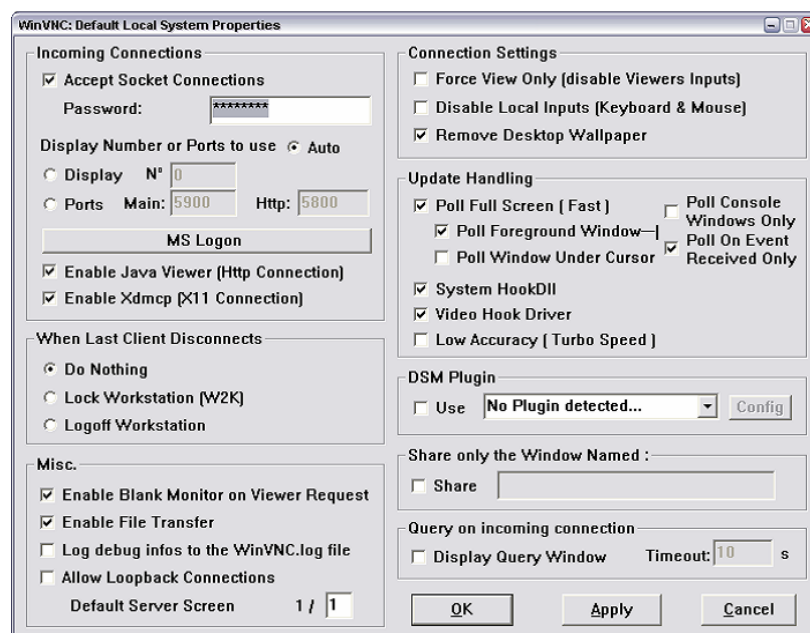 WinVNC: Default Local System Properties
Incoming Connections
Accept Socket Connections
Password: ********
Display Number or Ports to use Auto
Display N° 0
Ports Main: 5900 Http: 5800
MS Logon
Enable Java Viewer (Http Connection)
Enable Xdmcp (X11 Connection)
When Last Client Disconnects
Do Nothing
Lock Workstation (W2K)
Logoff Workstation
Misc.
Enable Blank Monitor on Viewer Request
Enable File Transfer
Log debug infos to the WinVNC.log file
Allow Loopback Connections
Default Server Screen 1 / 1
Connection Settings
Force View Only (disable Viewers Inputs)
Disable Local Inputs (Keyboard & Mouse)
Remove Desktop Wallpaper
Update Handling
Poll Full Screen ( Fast )
Poll Foreground Window
Poll Window Under Cursor
Poll Console
Windows Only
Poll On Event
Received Only
System HookDll
Video Hook Driver
Low Accuracy ( Turbo Speed )
DSM Plugin
Use No Plugin detected... Config
Share only the Window Named :
Share
Query on incoming connection
Display Query Window Timeout: 10 s
OK Apply Cancel